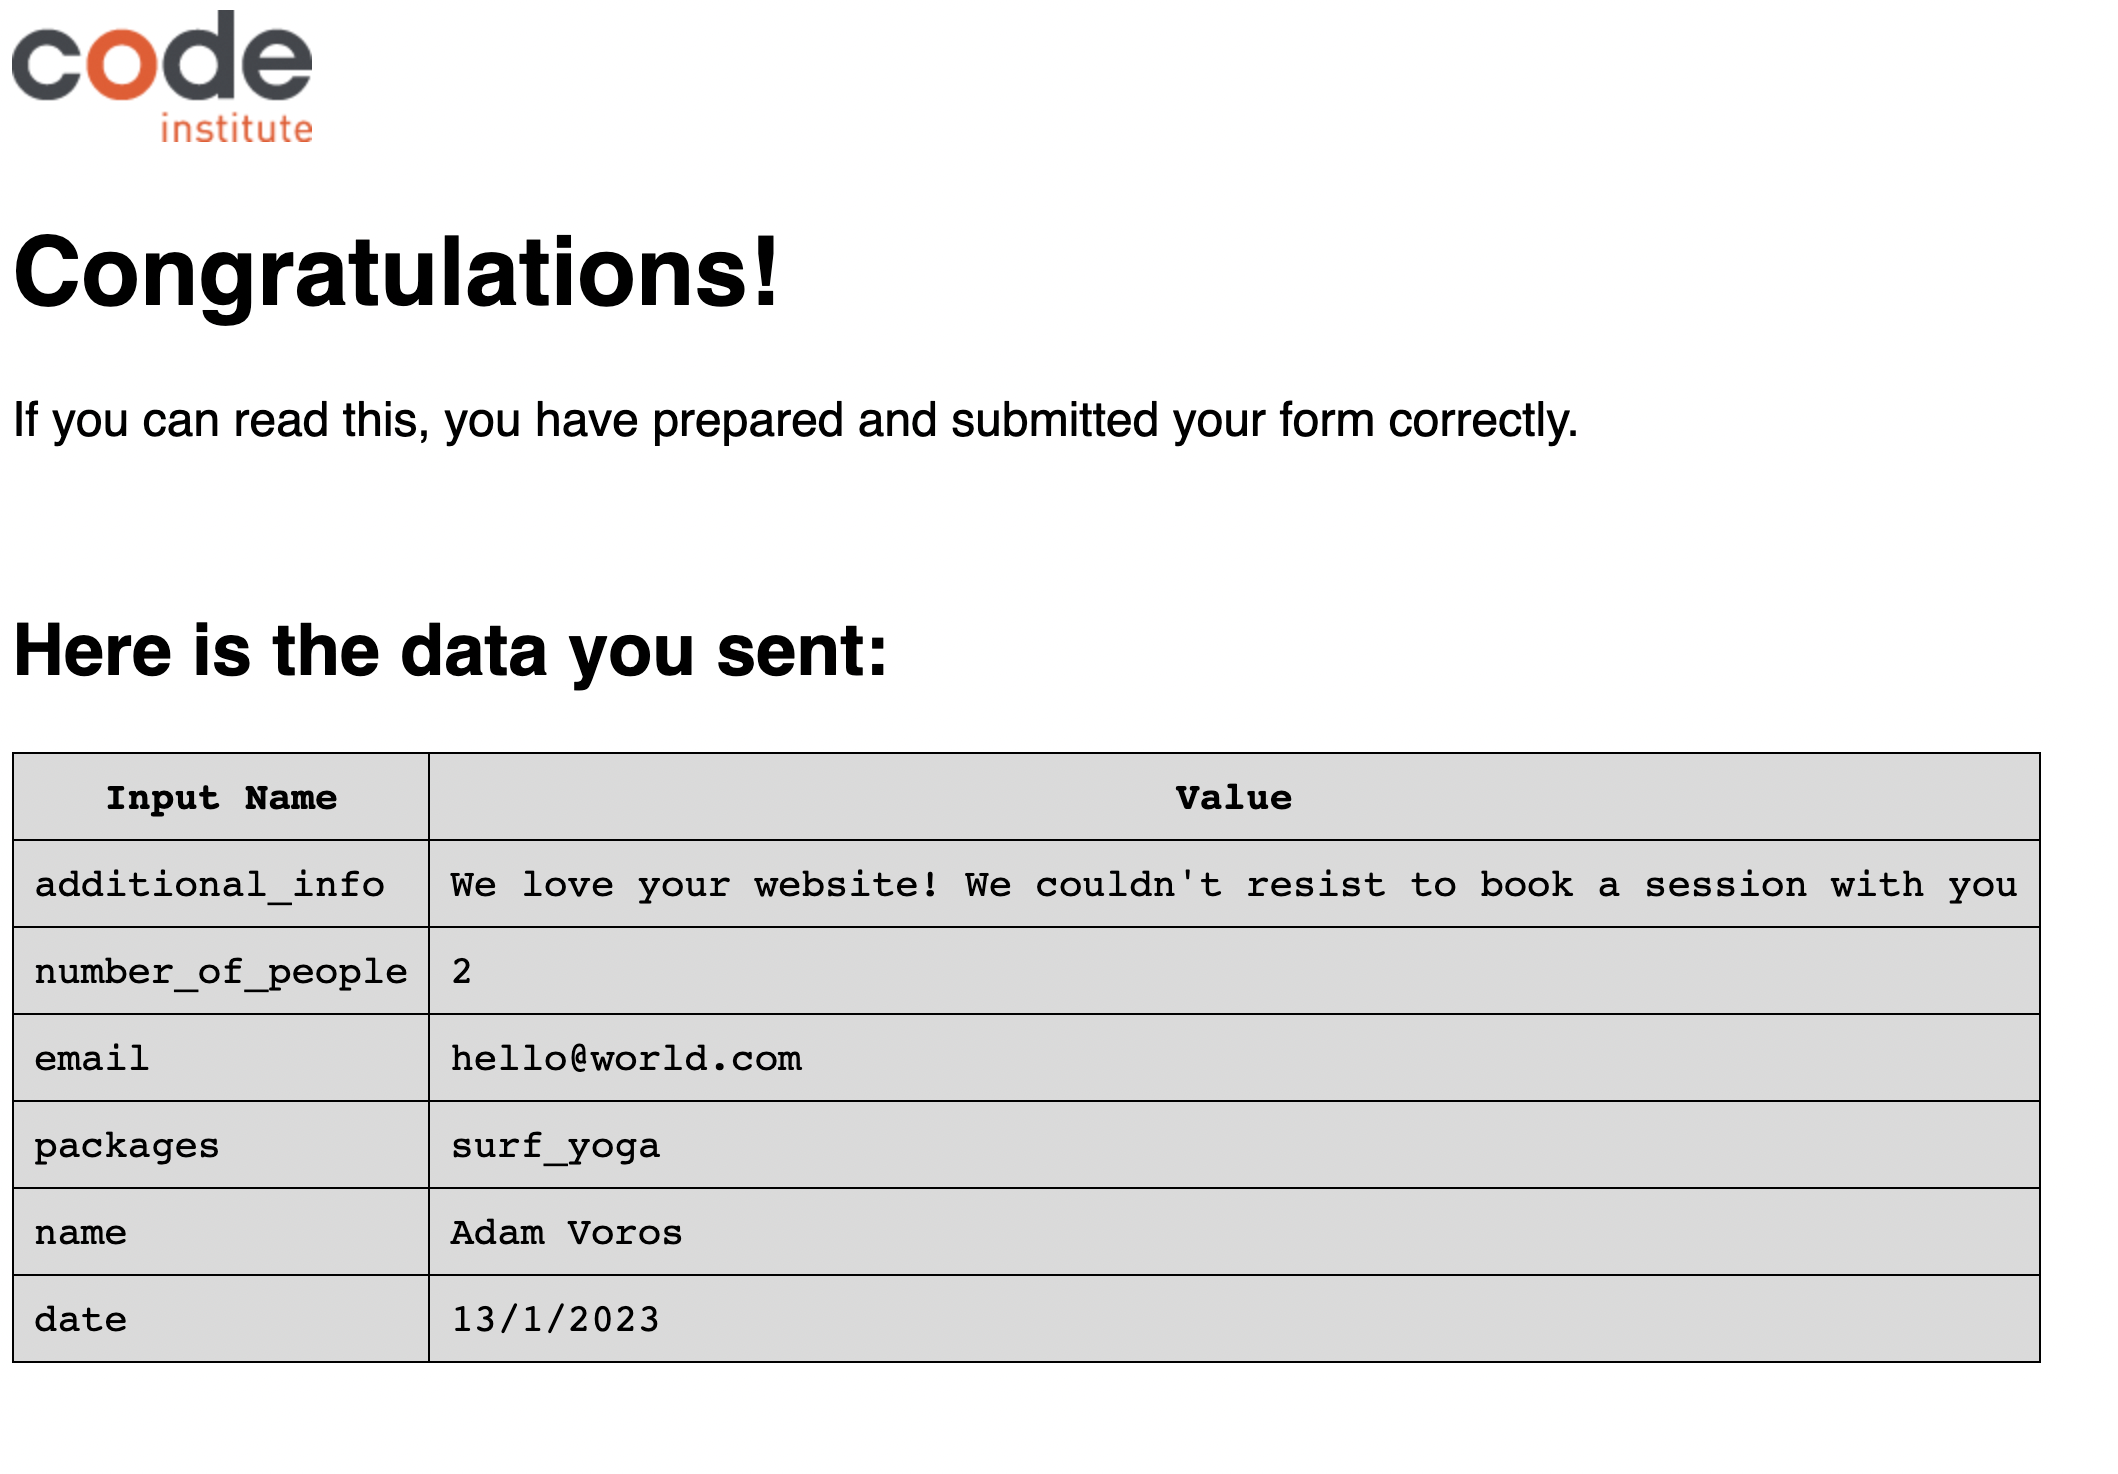 code
institute
Congratulations!
If you can read this, you have prepared and submitted your form correctly.
Here is the data you sent:
Input Name Value
additional_info We love your website! We couldn't resist to book a session with you
number_of_people 2
email hello@world.com
packages surf_yoga
name Adam Voros
date 13/1/2023